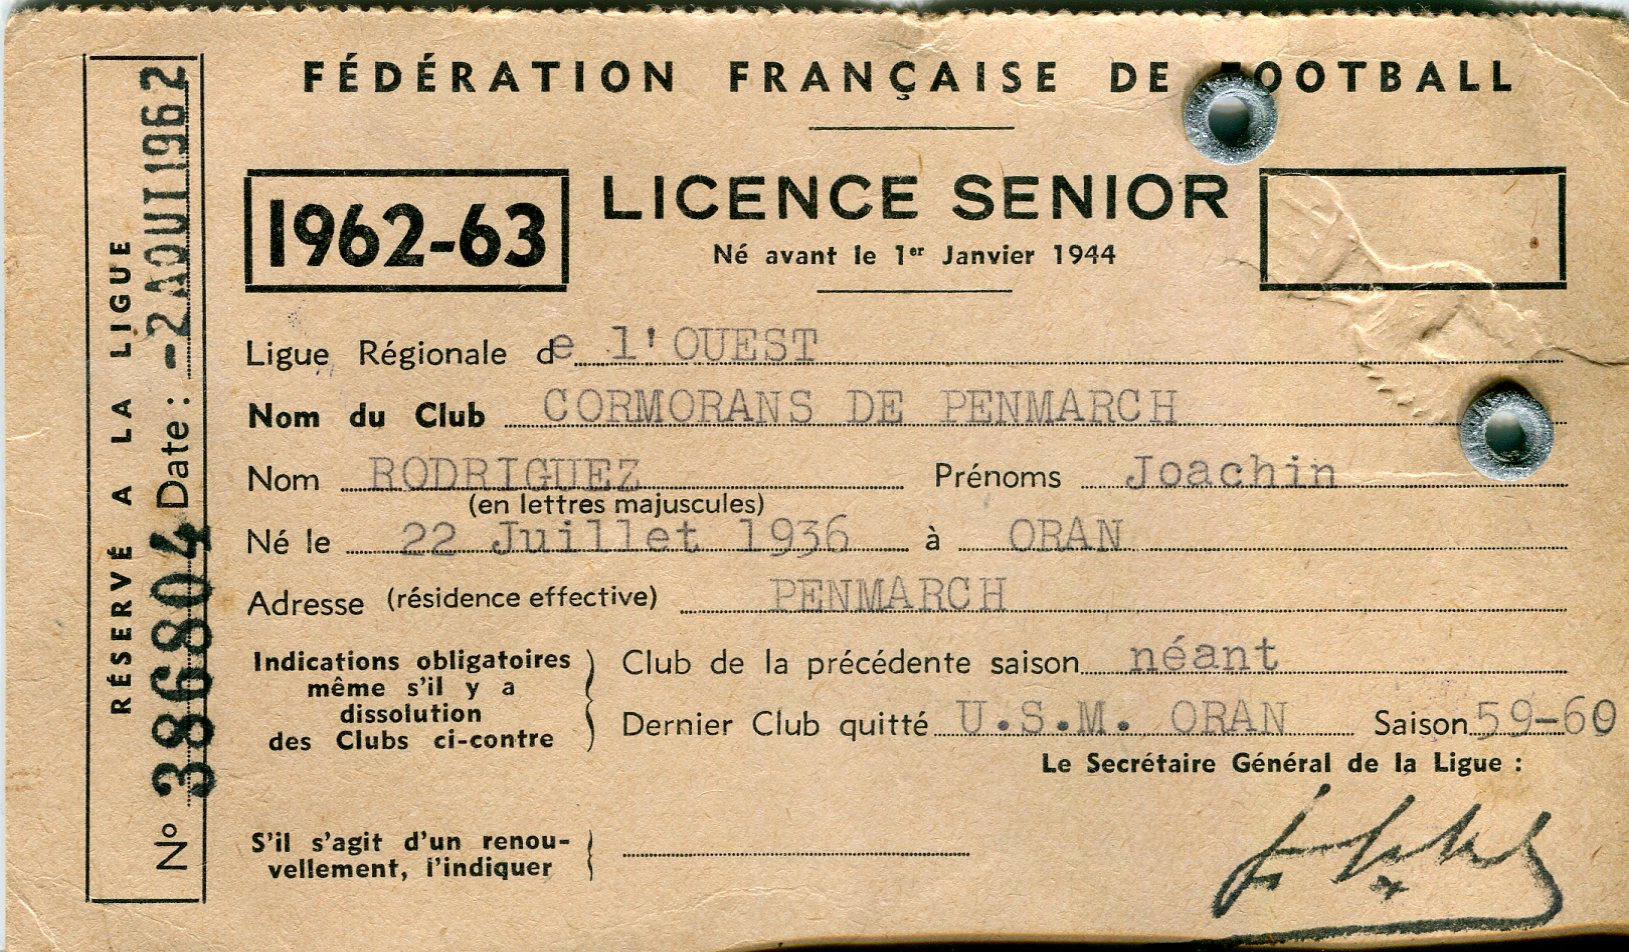 FÉDÉRATION FRANÇAISE DE FOOTBALL
1962-63
LICENCE SENIOR
Né avant le 1er Janvier 1944
RÉSERVÉ A LA LIGUE
N° 386804 Date : -2 AOUT 1962
Ligue Régionale de l'OUEST
Nom du Club CORMORANS DE PENMARCH
Nom RODRIGUEZ Prénoms Joachin
(en lettres majuscules)
Né le 22 Juillet 1936 à ORAN
Adresse (résidence effective) PENMARCH
Indications obligatoires
même s'il y a
dissolution
des Clubs ci-contre
Club de la précédente saison néant
Dernier Club quitté U.S.M. ORAN Saison 59-60
Le Secrétaire Général de la Ligue :
S'il s'agit d'un renou-
vellement, l'indiquer